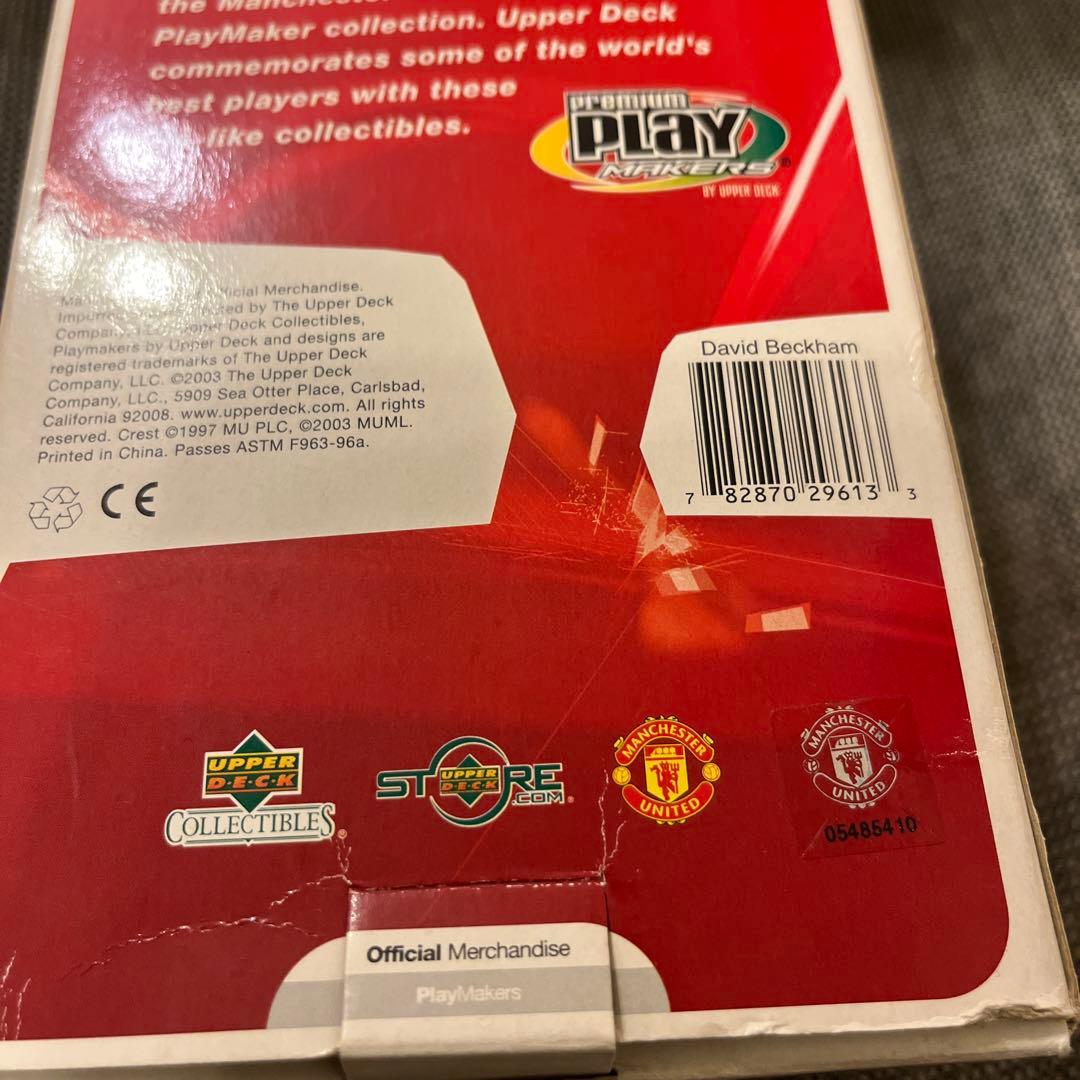 the Manchester
PlayMaker collection. Upper Deck
commemorates some of the world's
best players with these
like collectibles.
PREMIUM
PLAY
MAKERS®
BY UPPER DECK
Official Merchandise.
by The Upper Deck
Upper Deck Collectibles,
Playmakers by Upper Deck and designs are
registered trademarks of The Upper Deck
Company, LLC. ©2003 The Upper Deck
Company, LLC., 5909 Sea Otter Place, Carlsbad,
California 92008. www.upperdeck.com. All rights
reserved. Crest ©1997 MU PLC, ©2003 MUML.
Printed in China. Passes ASTM F963-96a.
CE
David Beckham
7 82870 29613 3
UPPER
D·E·C·K
COLLECTIBLES®
STORE
UPPER
D·E·C·K
.COM®
MANCHESTER
UNITED
MANCHESTER
UNITED
05485410
Official Merchandise
PlayMakers